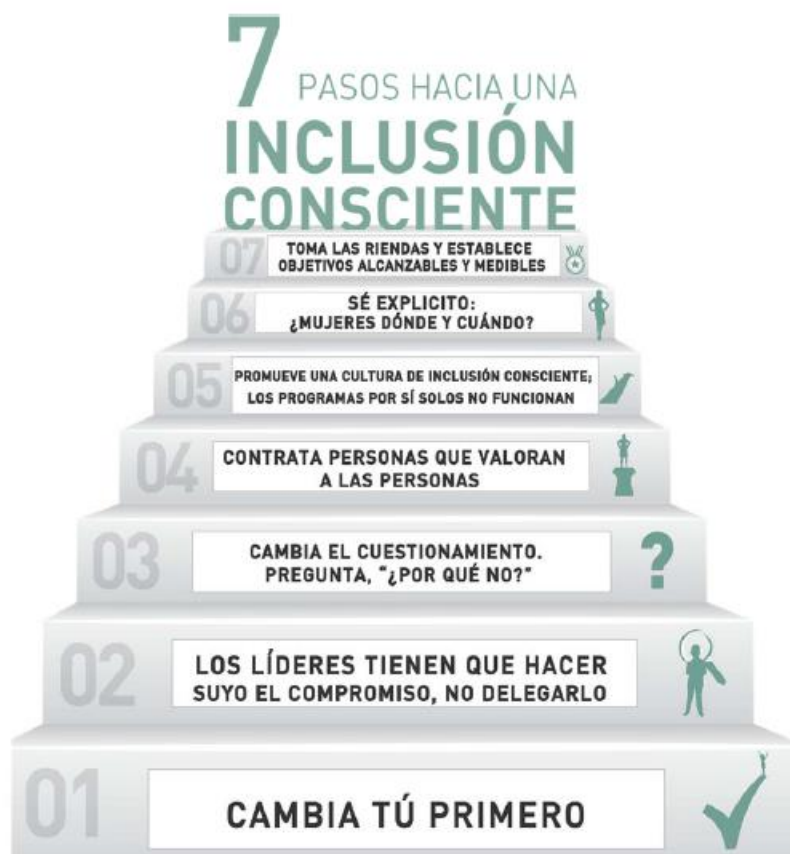 7 PASOS HACIA UNA
INCLUSIÓN
CONSCIENTE
07 TOMA LAS RIENDAS Y ESTABLECE
OBJETIVOS ALCANZABLES Y MEDIBLES
06 SÉ EXPLICITO:
¿MUJERES DÓNDE Y CUÁNDO?
05 PROMUEVE UNA CULTURA DE INCLUSIÓN CONSCIENTE;
LOS PROGRAMAS POR SÍ SOLOS NO FUNCIONAN
04 CONTRATA PERSONAS QUE VALORAN
A LAS PERSONAS
03 CAMBIA EL CUESTIONAMIENTO.
PREGUNTA, “¿POR QUÉ NO?” ?
02 LOS LÍDERES TIENEN QUE HACER
SUYO EL COMPROMISO, NO DELEGARLO
01 CAMBIA TÚ PRIMERO